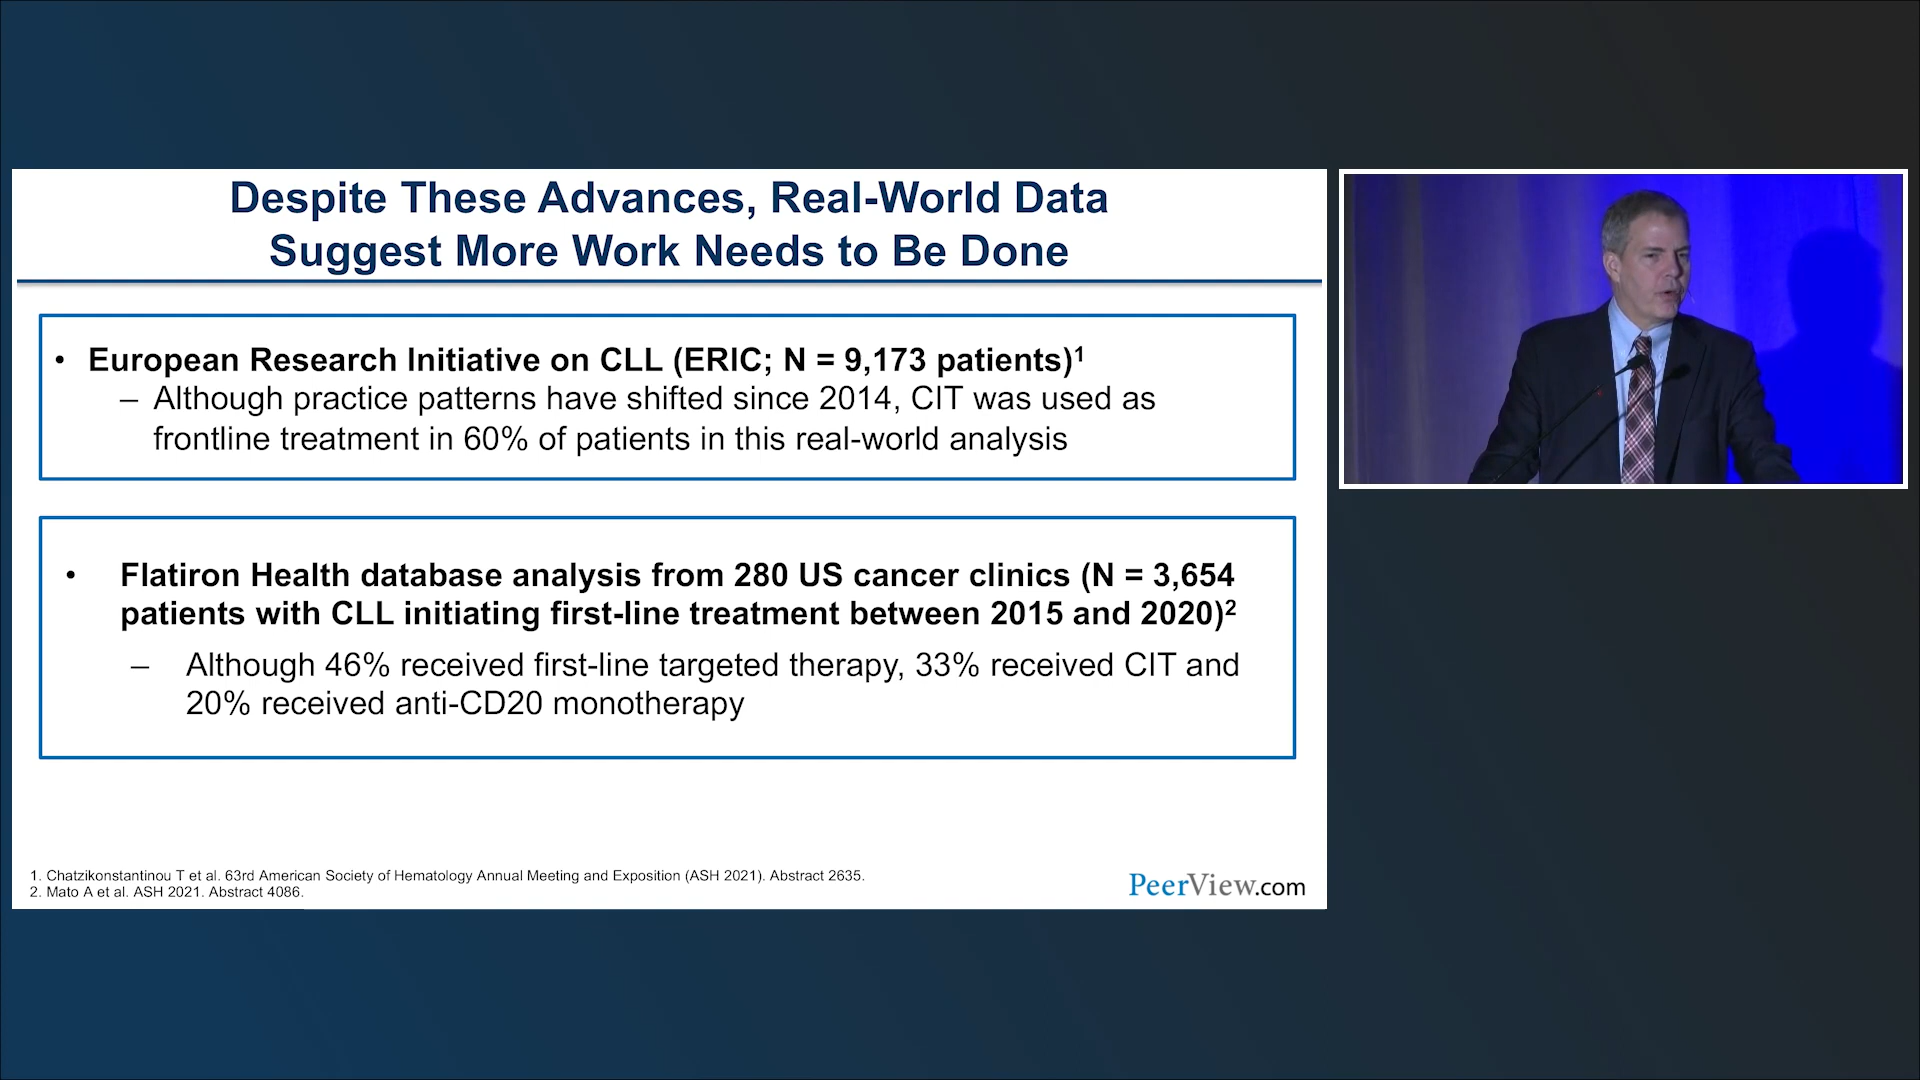 Despite These Advances, Real-World Data
Suggest More Work Needs to Be Done
• European Research Initiative on CLL (ERIC; N = 9,173 patients)1
– Although practice patterns have shifted since 2014, CIT was used as
frontline treatment in 60% of patients in this real-world analysis
• Flatiron Health database analysis from 280 US cancer clinics (N = 3,654
patients with CLL initiating first-line treatment between 2015 and 2020)2
– Although 46% received first-line targeted therapy, 33% received CIT and
20% received anti-CD20 monotherapy
1. Chatzikonstantinou T et al. 63rd American Society of Hematology Annual Meeting and Exposition (ASH 2021). Abstract 2635.
2. Mato A et al. ASH 2021. Abstract 4086.
PeerView.com